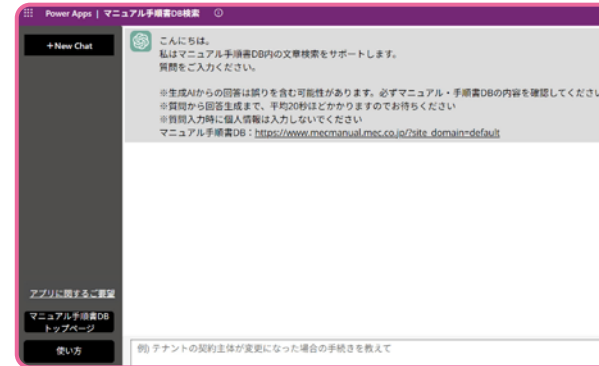 Power Apps | マニュアル手順書DB検索
+New Chat
こんにちは。
私はマニュアル手順書DB内の文章検索をサポートします。
質問をご入力ください。
※生成AIからの回答は誤りを含む可能性があります。必ずマニュアル・手順書DBの内容を確認してください
※質問から回答生成まで、平均20秒ほどかかりますのでお待ちください
※質問入力時に個人情報は入力しないでください
マニュアル手順書DB：https://www.mecmanual.mec.co.jp/?site_domain=default
アプリに関するご要望
マニュアル手順書DB
トップページ
使い方
例) テナントの契約主体が変更になった場合の手続きを教えて